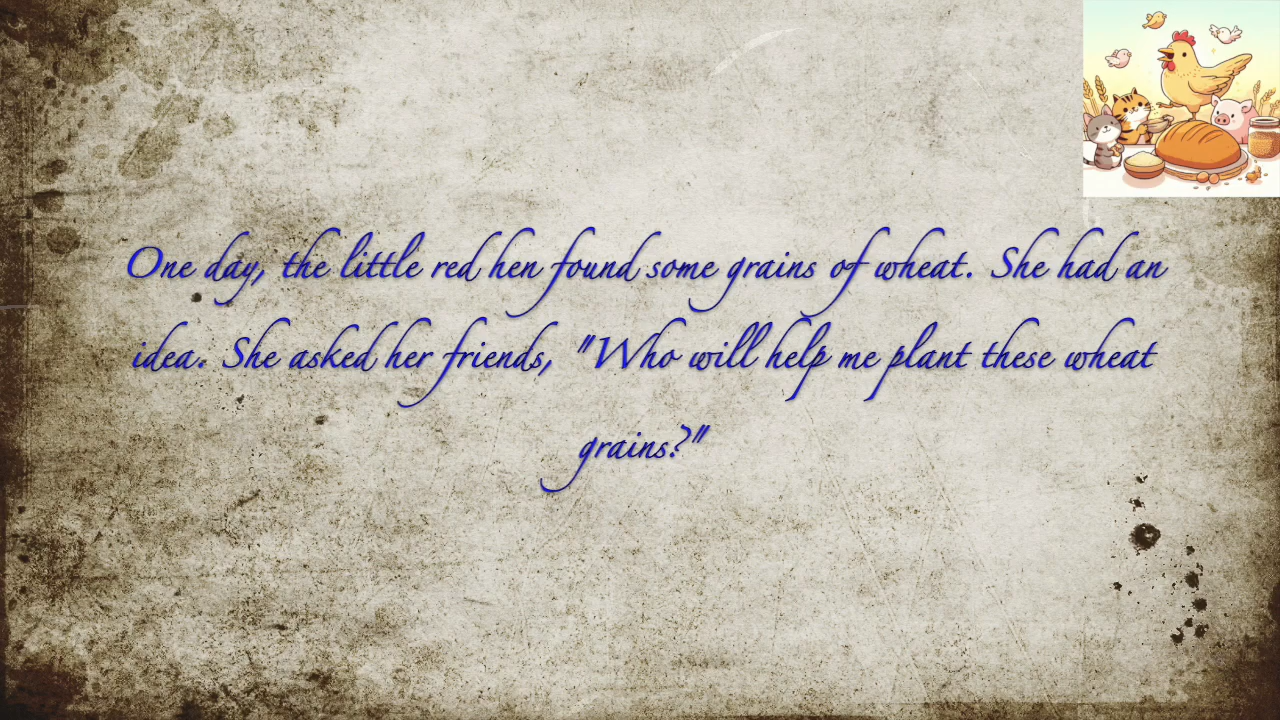 One day, the little red hen found some grains of wheat. She had an
idea. She asked her friends, "Who will help me plant these wheat
grains?"